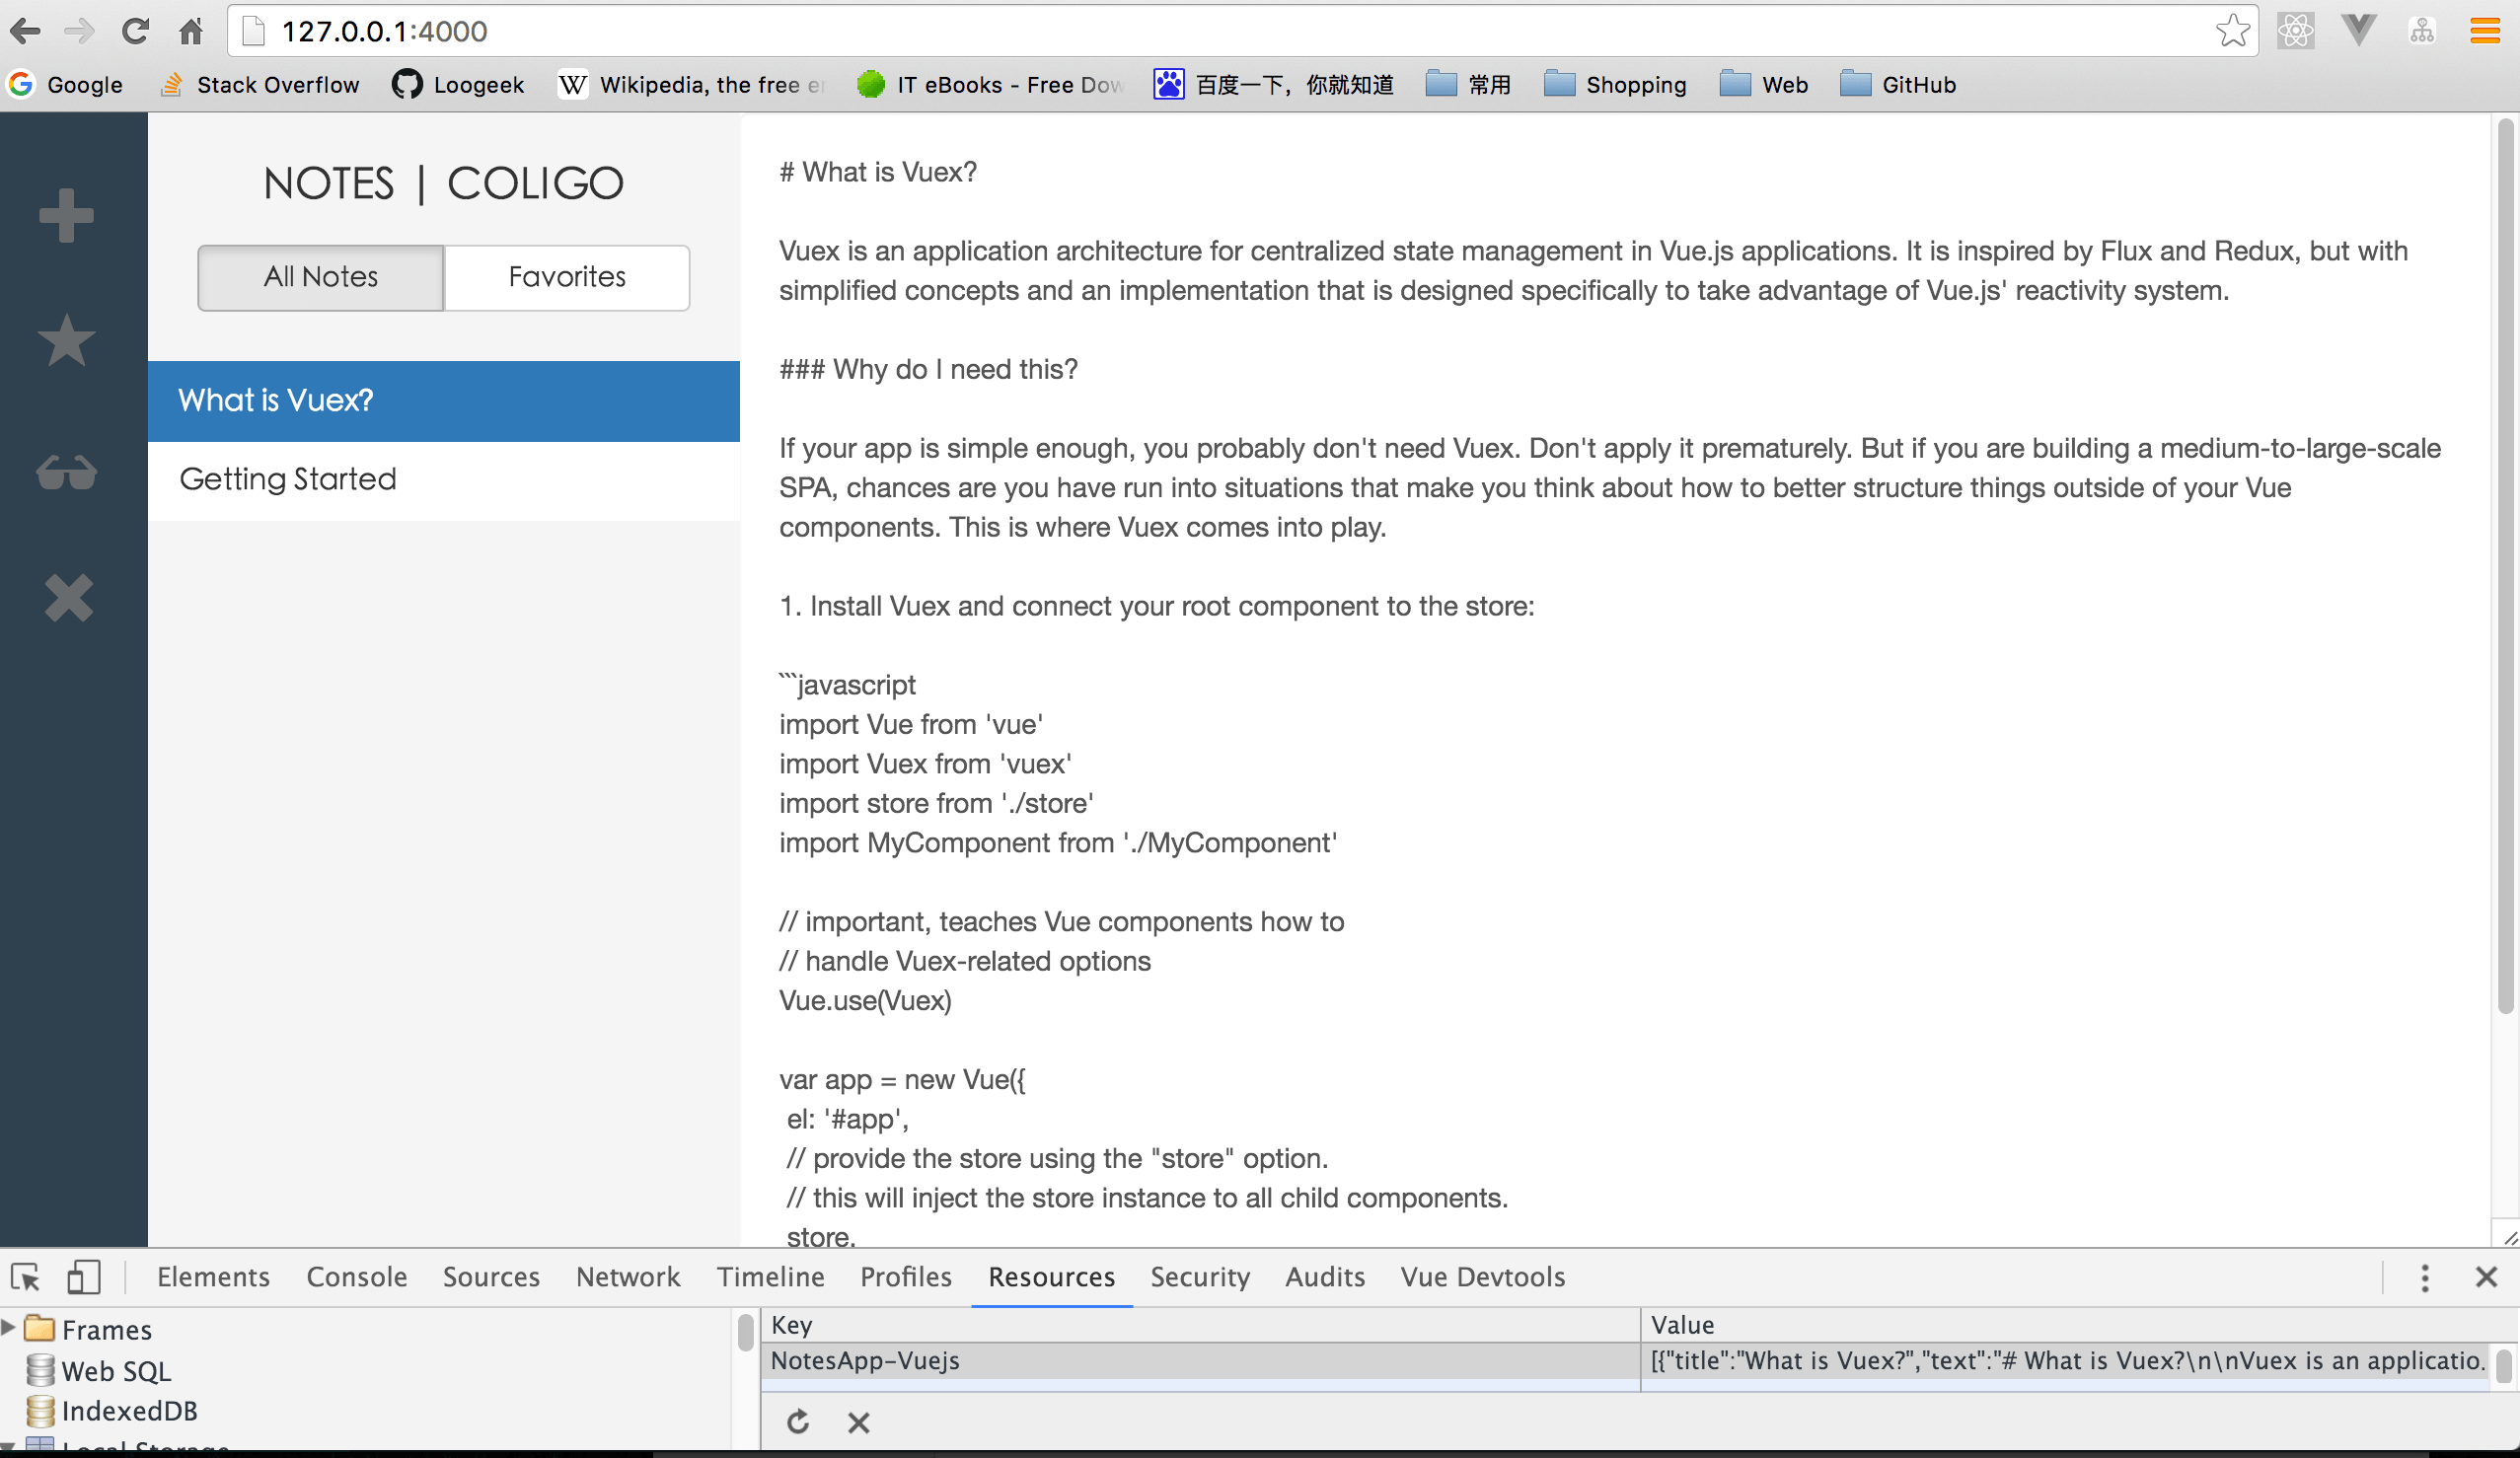 127.0.0.1:4000
Google Stack Overflow Loogeek Wikipedia, the free IT eBooks - Free Dow 百度一下，你就知道 常用 Shopping Web GitHub
NOTES | COLIGO
All Notes Favorites
What is Vuex?
Getting Started
# What is Vuex?
Vuex is an application architecture for centralized state management in Vue.js applications. It is inspired by Flux and Redux, but with
simplified concepts and an implementation that is designed specifically to take advantage of Vue.js' reactivity system.
### Why do I need this?
If your app is simple enough, you probably don't need Vuex. Don't apply it prematurely. But if you are building a medium-to-large-scale
SPA, chances are you have run into situations that make you think about how to better structure things outside of your Vue
components. This is where Vuex comes into play.
1. Install Vuex and connect your root component to the store:
```javascript
import Vue from 'vue'
import Vuex from 'vuex'
import store from './store'
import MyComponent from './MyComponent'
// important, teaches Vue components how to
// handle Vuex-related options
Vue.use(Vuex)
var app = new Vue({
el: '#app',
// provide the store using the "store" option.
// this will inject the store instance to all child components.
store,
Elements Console Sources Network Timeline Profiles Resources Security Audits Vue Devtools
Frames
Web SQL
IndexedDB
Local Storage
Key Value
NotesApp-Vuejs [{"title":"What is Vuex?","text":"# What is Vuex?\n\nVuex is an applicatio.